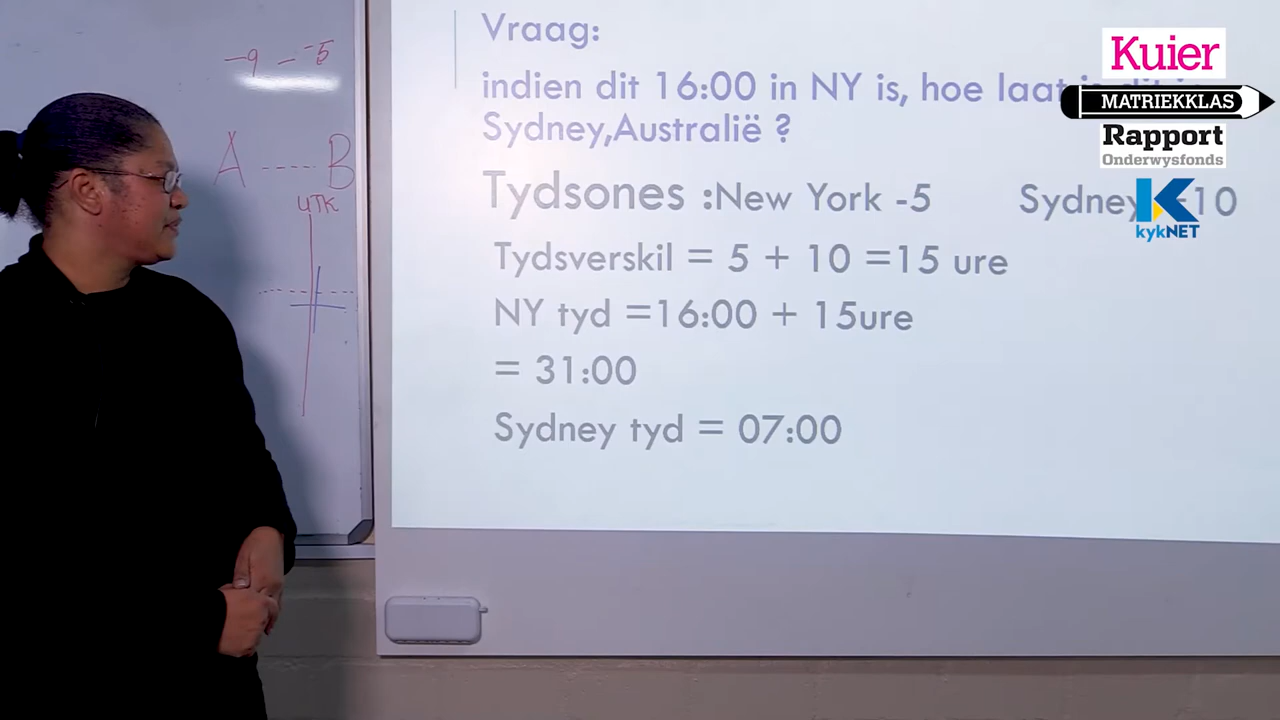 -9 - -5
A ---- B
UTK
Vraag:
indien dit 16:00 in NY is, hoe laat
Sydney,Australië ?
Tydsones :New York -5 Sydney 10
Tydsverskil = 5 + 10 =15 ure
NY tyd =16:00 + 15ure
= 31:00
Sydney tyd = 07:00
Kuier
MATRIEKKLAS
Rapport
Onderwysfonds
K
kykNET